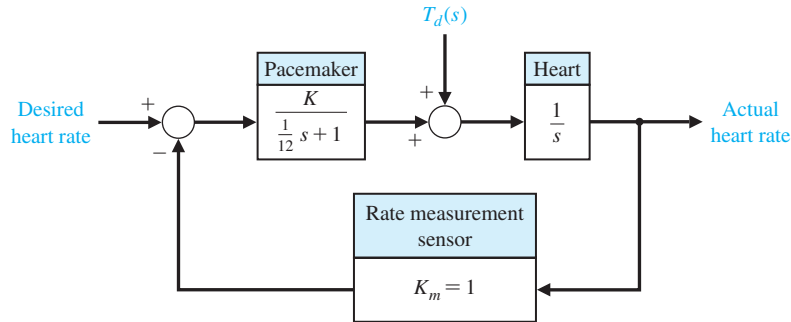 T_d(s)
Pacemaker
Heart
Desired
heart rate
+
−
K
1/12 s + 1
+
+
1
s
Actual
heart rate
Rate measurement
sensor
K_m = 1